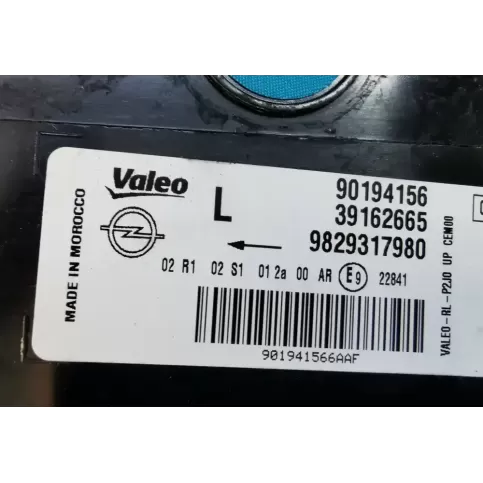 Valeo
L
90194156
39162665
9829317980
MADE IN MOROCCO
02 R1 02 S1 01 2a 00 AR E9 22841
VALEO-RL-P2JO UP CEM00
901941566AAF